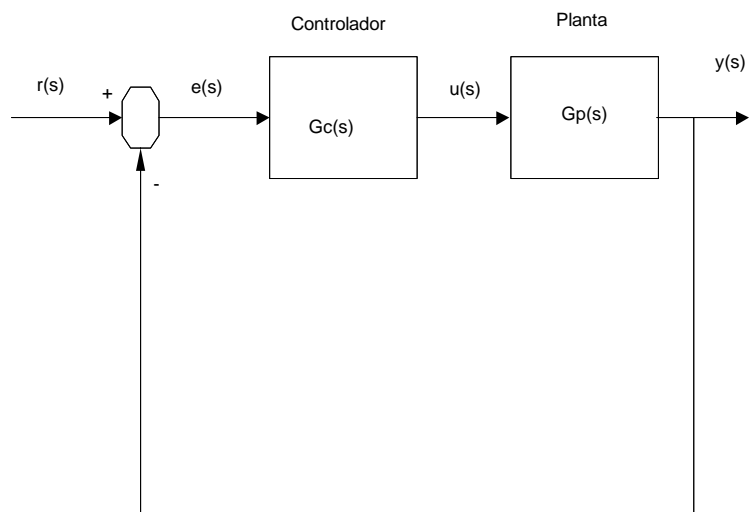 Controlador
Planta
r(s)
+
e(s)
Gc(s)
u(s)
Gp(s)
y(s)
-